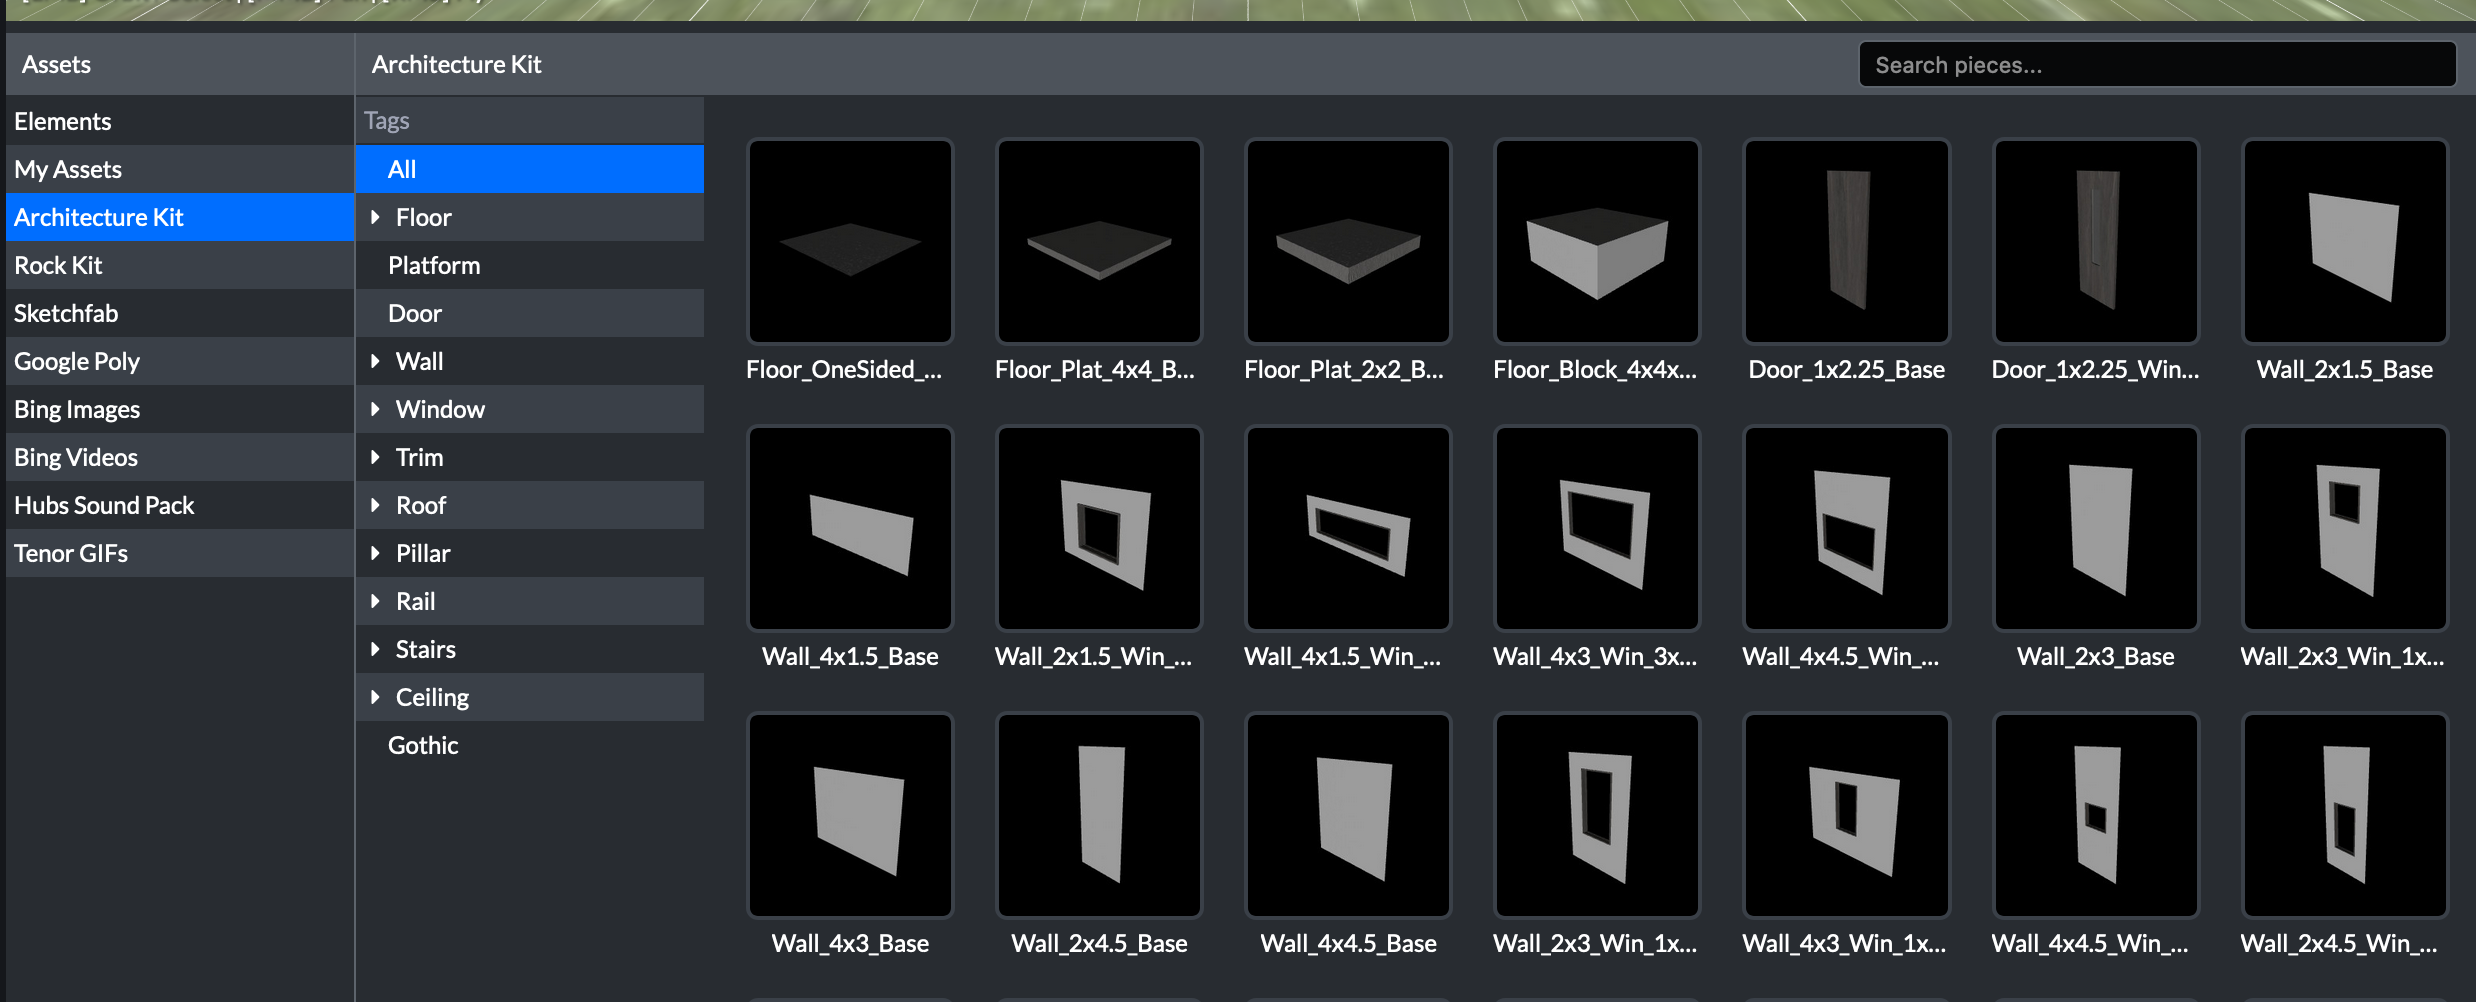 Assets
Architecture Kit
Search pieces...
Elements
My Assets
Architecture Kit
Rock Kit
Sketchfab
Google Poly
Bing Images
Bing Videos
Hubs Sound Pack
Tenor GIFs
Tags
All
Floor
Platform
Door
Wall
Window
Trim
Roof
Pillar
Rail
Stairs
Ceiling
Gothic
Floor_OneSided_...
Floor_Plat_4x4_B...
Floor_Plat_2x2_B...
Floor_Block_4x4x...
Door_1x2.25_Base
Door_1x2.25_Win...
Wall_2x1.5_Base
Wall_4x1.5_Base
Wall_2x1.5_Win_...
Wall_4x1.5_Win_...
Wall_4x3_Win_3x...
Wall_4x4.5_Win_...
Wall_2x3_Base
Wall_2x3_Win_1x...
Wall_4x3_Base
Wall_2x4.5_Base
Wall_4x4.5_Base
Wall_2x3_Win_1x...
Wall_4x3_Win_1x...
Wall_4x4.5_Win_...
Wall_2x4.5_Win_...